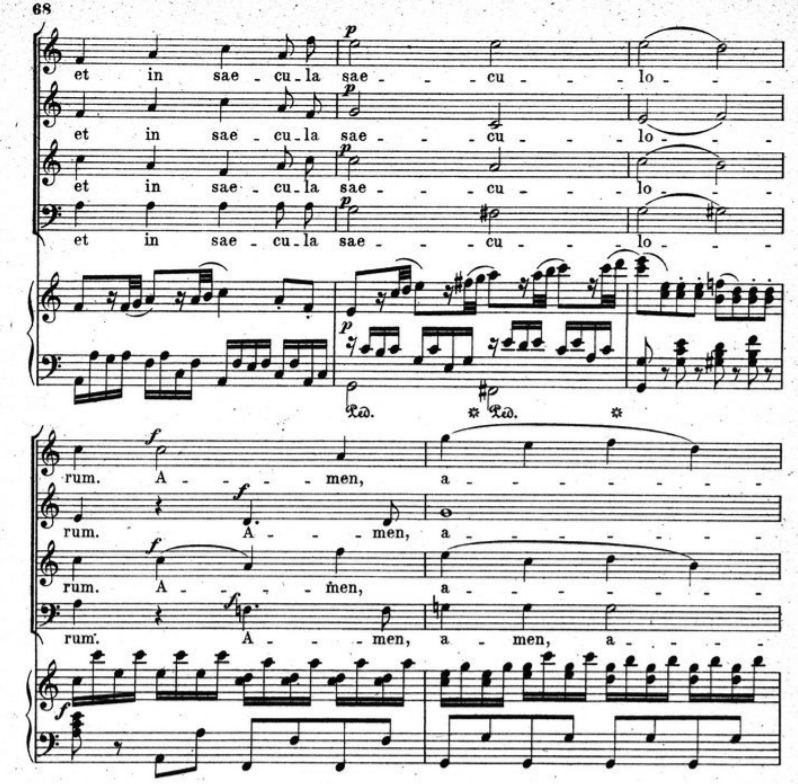 68
p
et in sae - cu - la sae - - - cu - - - lo - - -
p
et in sae - cu - la sae - - - cu - - - lo - - -
p
et in sae - cu - la sae - - - cu - - - lo - - -
p
et in sae - cu - la sae - - - cu - - - lo - - -
p
Ped. Ped.
f
rum. A - - - men, a - - -
f
rum. A - - - men, a - - -
f
rum. A - - - men, a - - -
f
rum. A - - - men, a - men, a - - -
f